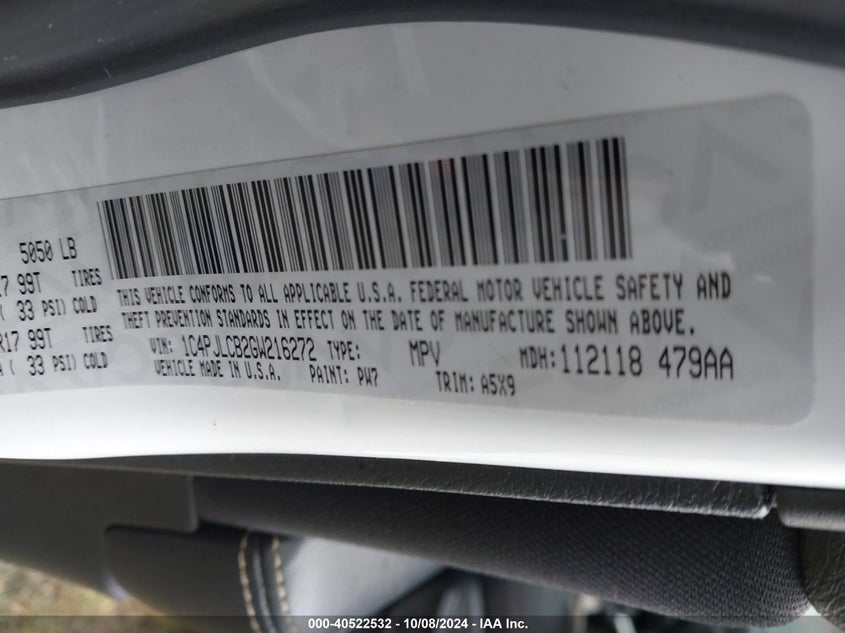 5050 LB
17 99T TIRES
( 33 PSI) COLD
R17 99T TIRES
( 33 PSI) COLD
THIS VEHICLE CONFORMS TO ALL APPLICABLE U.S.A. FEDERAL MOTOR VEHICLE SAFETY AND
THEFT PREVENTION STANDARDS IN EFFECT ON THE DATE OF MANUFACTURE SHOWN ABOVE.
VIN: 1C4PJLCB2GW216272 TYPE: MPV MDH: 112118 479AA
VEHICLE MADE IN U.S.A. PAINT: PW7 TRIM: A5X9
000-40522532 - 10/08/2024 - IAA Inc.